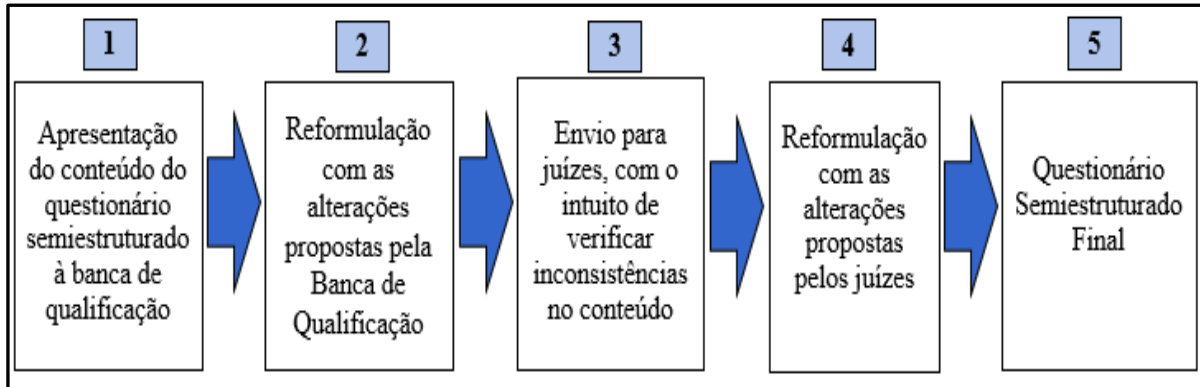 1
Apresentação
do conteúdo do
questionário
semiestruturado
à banca de
qualificação
2
Reformulação
com as
alterações
propostas pela
Banca de
Qualificação
3
Envio para
juízes, com o
intuito de
verificar
inconsistências
no conteúdo
4
Reformulação
com as
alterações
propostas
pelos juízes
5
Questionário
Semiestruturado
Final